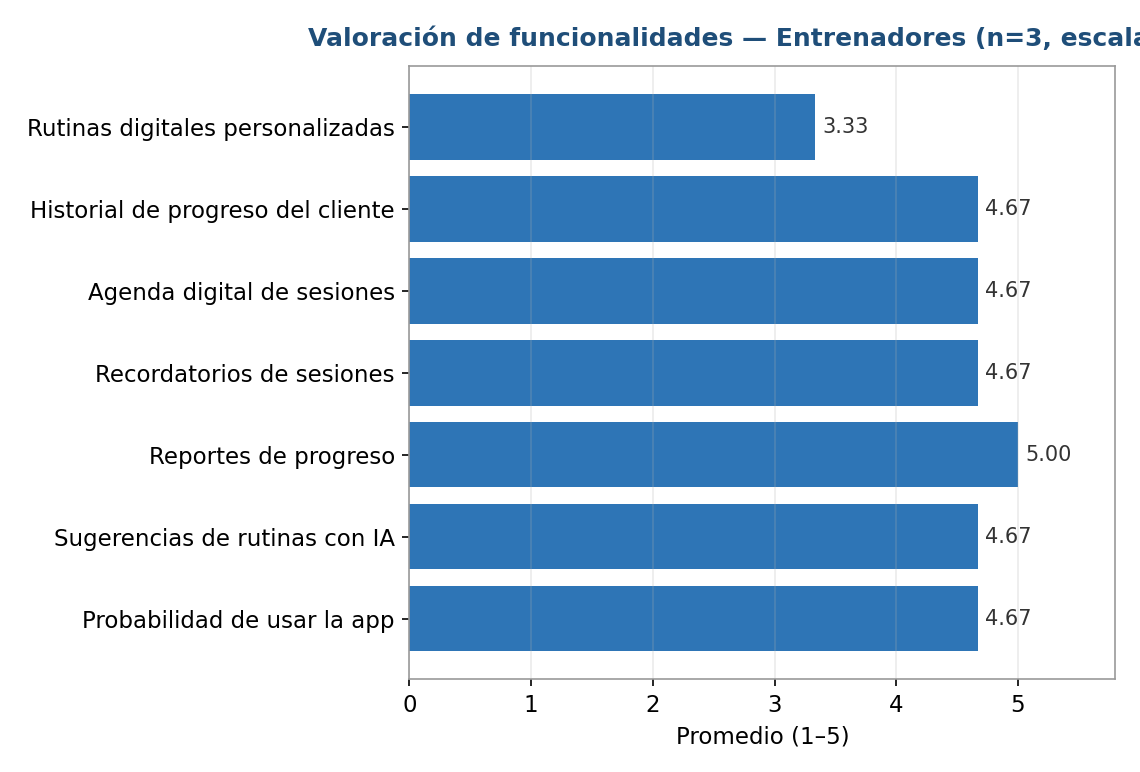 Valoración de funcionalidades — Entrenadores (n=3, escala
Rutinas digitales personalizadas
3.33
Historial de progreso del cliente
4.67
Agenda digital de sesiones
4.67
Recordatorios de sesiones
4.67
Reportes de progreso
5.00
Sugerencias de rutinas con IA
4.67
Probabilidad de usar la app
4.67
0 1 2 3 4 5
Promedio (1–5)